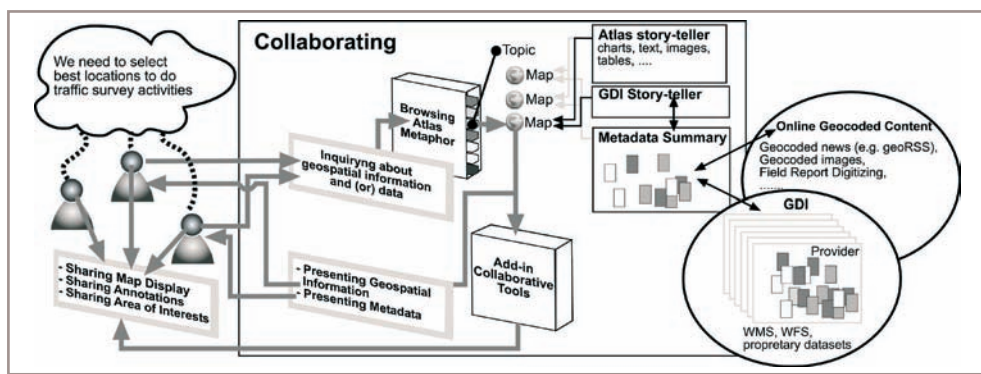 We need to select
best locations to do
traffic survey activities
- Sharing Map Display
- Sharing Annotations
- Sharing Area of Interests
Collaborating
Inquiryng about
geospatial information
and (or) data
- Presenting Geospatial
Information
- Presenting Metadata
Browsing
Atlas
Metaphor
Topic
Map
Map
Map
Add-in
Collaborative
Tools
Atlas story-teller
charts, text, images,
tables, ....
GDI Story-teller
Metadata Summary
Online Geocoded Content
Geocoded news (e.g. geoRSS),
Geocoded images,
Field Report Digitizing,
.......
GDI
Provider
WMS, WFS,
propretary datasets